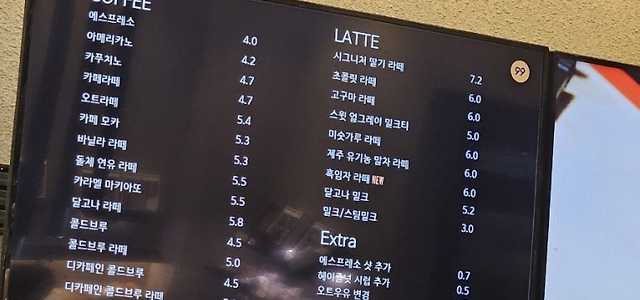 COFFEE
에스프레소 4.0
아메리카노 4.2
카푸치노 4.7
카페라떼 4.7
오트라떼 5.4
카페 모카 5.3
바닐라 라떼 5.3
돌체 연유 라떼 5.5
카라멜 마키아또 5.5
달고나 라떼 5.8
콜드브루 4.5
콜드브루 라떼 5.0
디카페인 콜드브루 4.5
디카페인 콜드브루 라떼
LATTE
99
시그니처 딸기 라떼 7.2
초콜릿 라떼 6.0
고구마 라떼 6.0
스윗 얼그레이 밀크티 5.0
미숫가루 라떼 6.0
제주 유기농 말차 라떼 6.0
흑임자 라떼 NEW 6.0
달고나 밀크 5.2
밀크/스팀밀크 3.0
Extra
에스프레소 샷 추가 0.7
헤이즐넛 시럽 추가 0.5
오트우유 변경